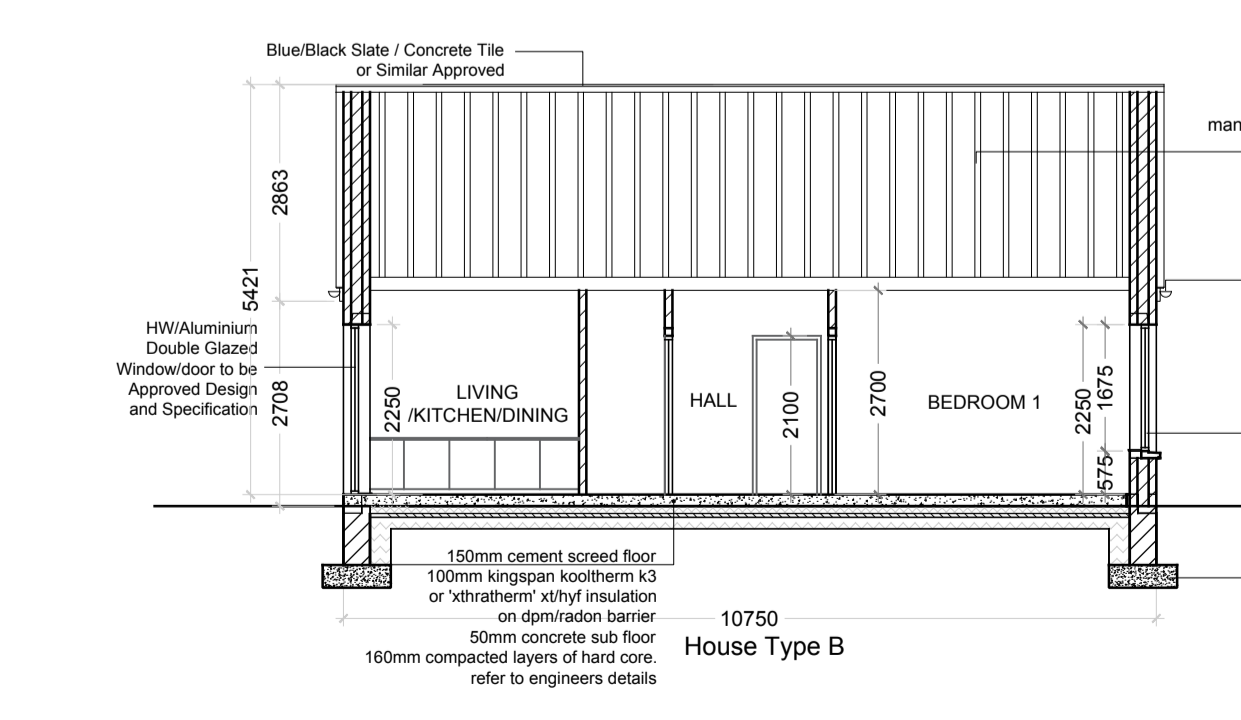 Blue/Black Slate / Concrete Tile
or Similar Approved
man
2863
5421
HW/Aluminium
Double Glazed
Window/door to be
Approved Design
and Specification
2708
2250
LIVING
/KITCHEN/DINING
HALL
2100
2700
BEDROOM 1
2250
1675
575
150mm cement screed floor
100mm kingspan kooltherm k3
or 'xthratherm' xt/hyf insulation
on dpm/radon barrier
50mm concrete sub floor
160mm compacted layers of hard core.
refer to engineers details
10750
House Type B